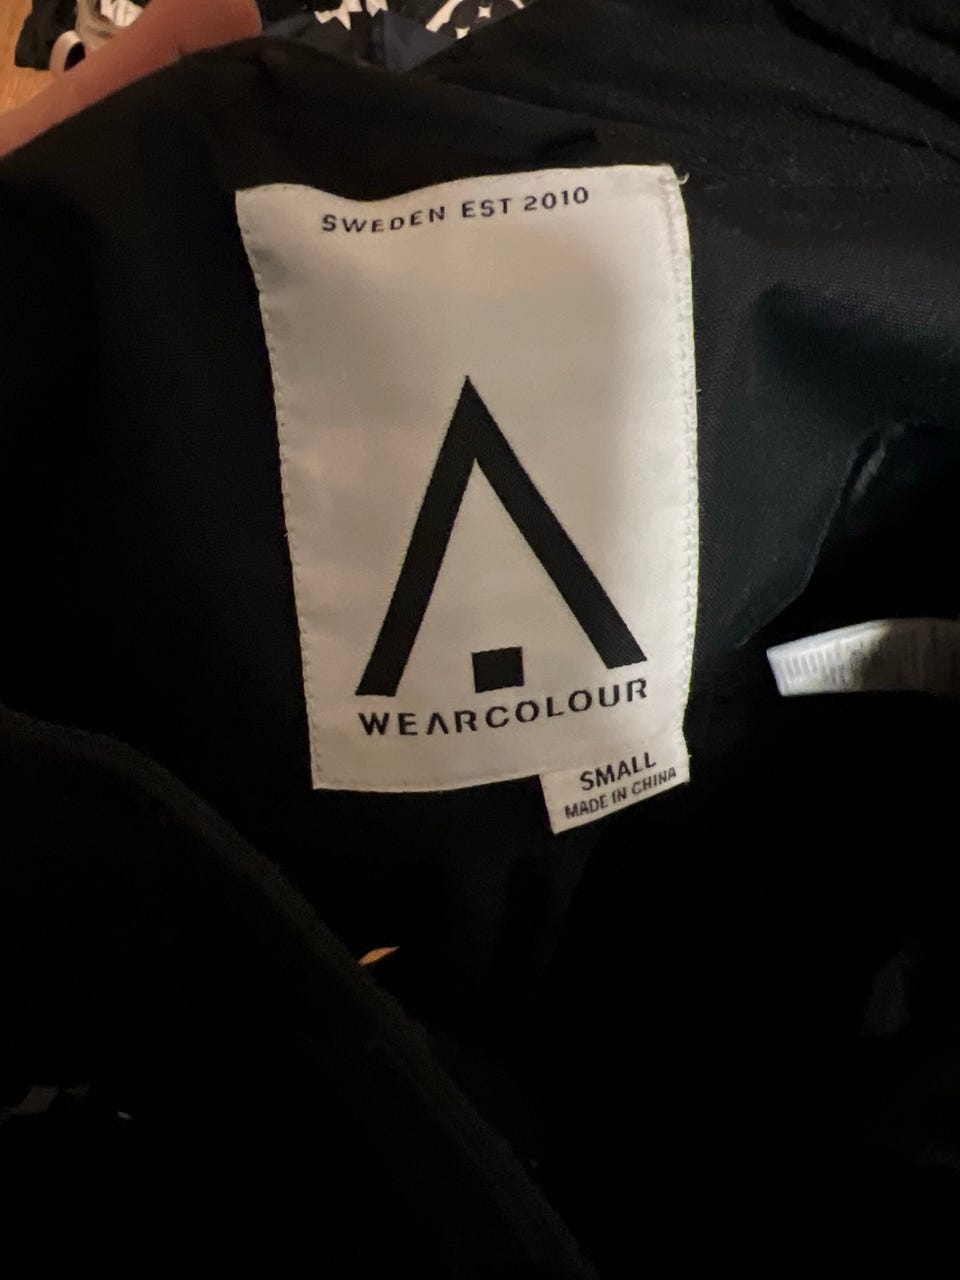 SWEDEN EST 2010
WEARCOLOUR
SMALL
MADE IN CHINA